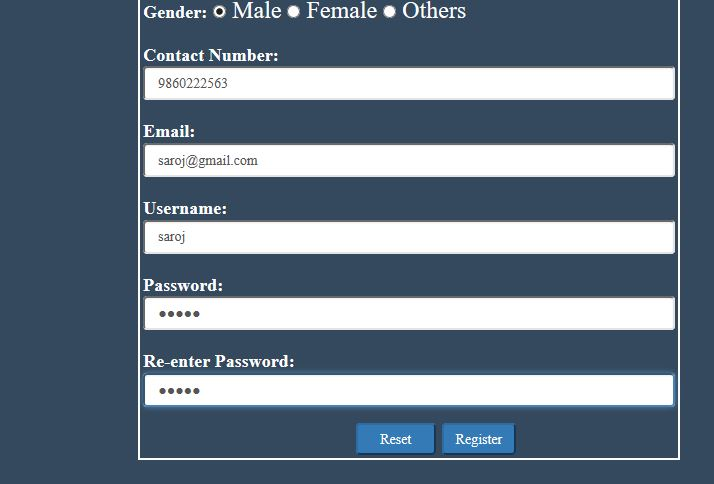 Gender: Male Female Others
Contact Number:
9860222563
Email:
saroj@gmail.com
Username:
saroj
Password:
•••••
Re-enter Password:
•••••
Reset Register